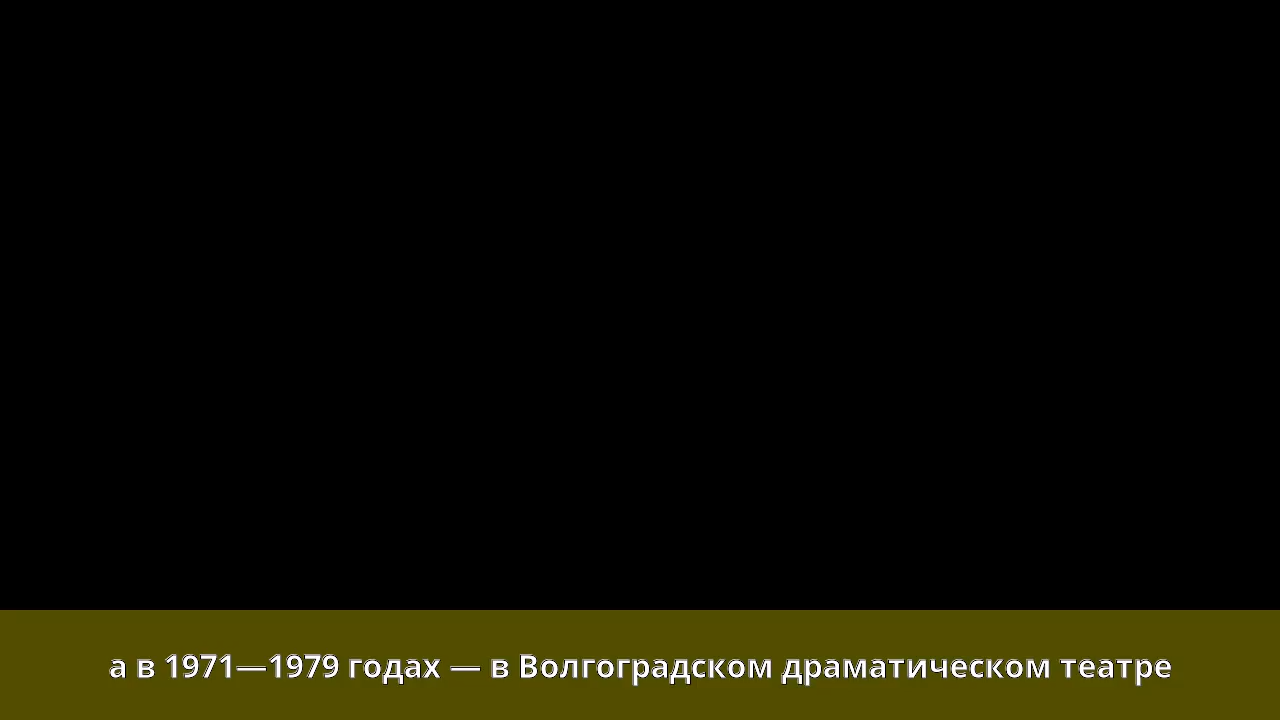 а в 1971—1979 годах — в Волгоградском драматическом театре